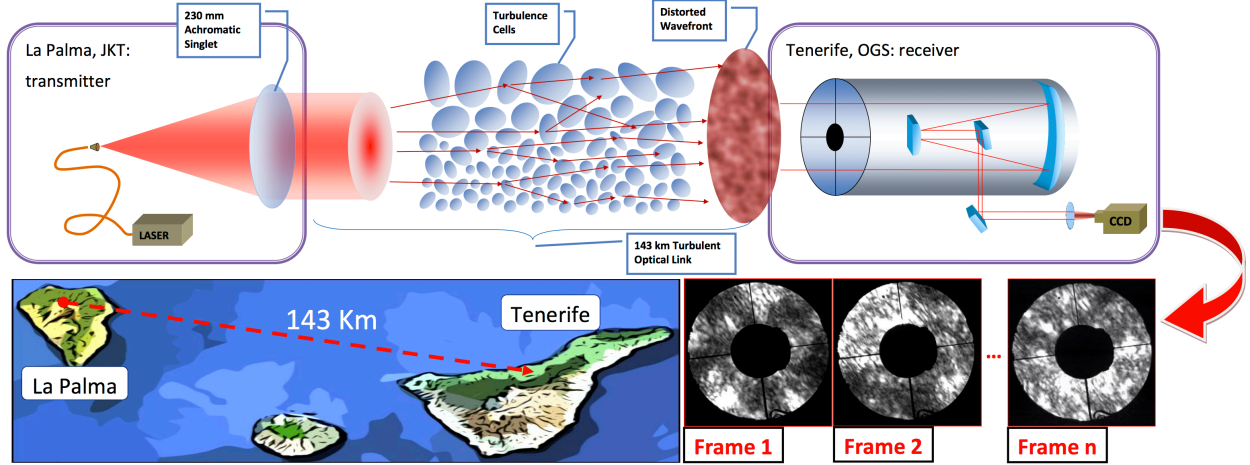 La Palma, JKT:
transmitter
230 mm
Achromatic
Singlet
Turbulence
Cells
Distorted
Wavefront
Tenerife, OGS: receiver
LASER
CCD
143 km Turbulent
Optical Link
143 Km
Tenerife
La Palma
...
Frame 1
Frame 2
Frame n